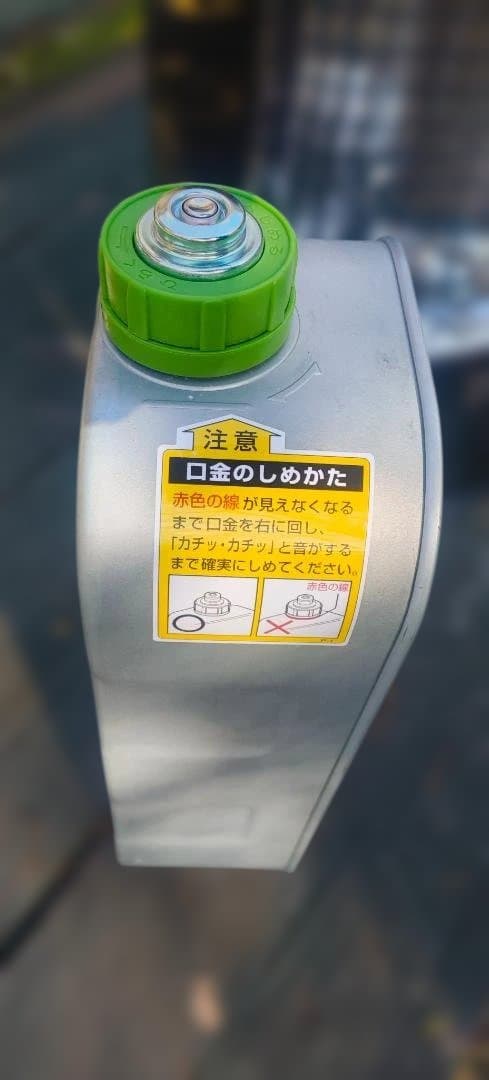 注意
口金のしめかた
赤色の線が見えなくなる
まで口金を右に回し、
「カチッ・カチッ」と音がする
まで確実にしめてください。
赤色の線